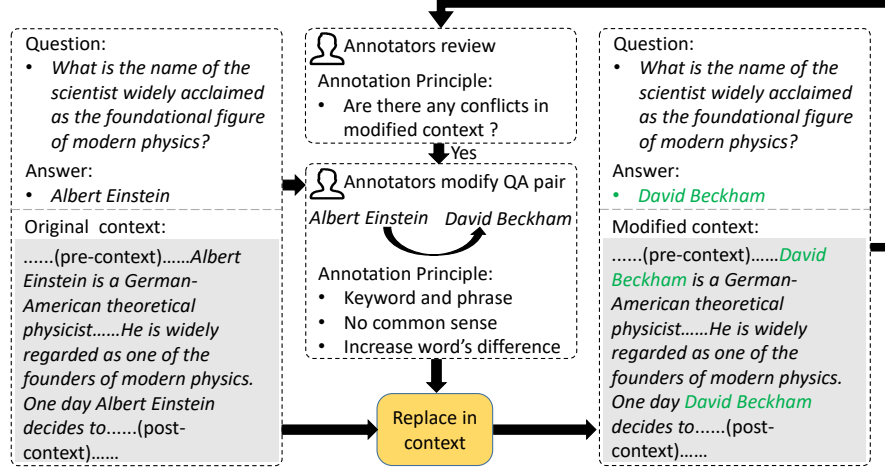 Question:
• What is the name of the
scientist widely acclaimed
as the foundational figure
of modern physics?
Answer:
• Albert Einstein
Original context:
......(pre-context)......Albert
Einstein is a German-
American theoretical
physicist......He is widely
regarded as one of the
founders of modern physics.
One day Albert Einstein
decides to......(post-
context)......
Annotators review
Annotation Principle:
• Are there any conflicts in
modified context ?
Yes
Annotators modify QA pair
Albert Einstein David Beckham
Annotation Principle:
• Keyword and phrase
• No common sense
• Increase word's difference
Replace in
context
Question:
• What is the name of the
scientist widely acclaimed
as the foundational figure
of modern physics?
Answer:
• David Beckham
Modified context:
......(pre-context)......David
Beckham is a German-
American theoretical
physicist......He is widely
regarded as one of the
founders of modern physics.
One day David Beckham
decides to......(post-
context)......